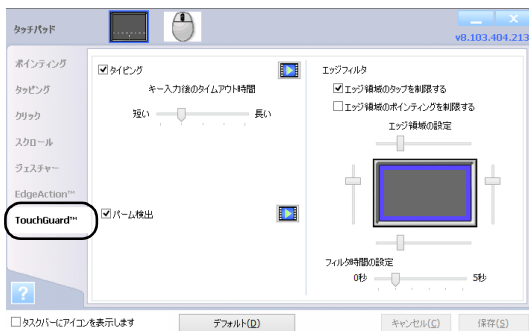 タッチパッド
v8.103.404.213
ポインティング
タッピング
クリック
スクロール
ジェスチャー
EdgeAction™
TouchGuard™
タイピング
キー入力後のタイムアウト時間
短い 長い
パーム検出
エッジフィルタ
エッジ領域のタップを制限する
エッジ領域のポインティングを制限する
エッジ領域の設定
フィルタ時間の設定
0秒 5秒
?
タスクバーにアイコンを表示します
デフォルト(D)
キャンセル(C)
保存(S)